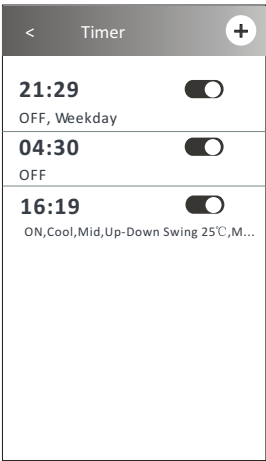 < Timer +
21:29
OFF, Weekday
04:30
OFF
16:19
ON,Cool,Mid,Up-Down Swing 25℃,M...